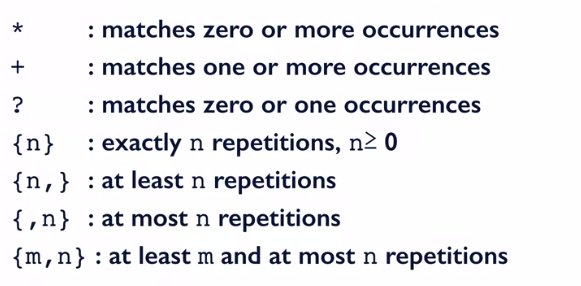 * : matches zero or more occurrences
+ : matches one or more occurrences
? : matches zero or one occurrences
{n} : exactly n repetitions, n≥ 0
{n,} : at least n repetitions
{,n} : at most n repetitions
{m,n} : at least m and at most n repetitions